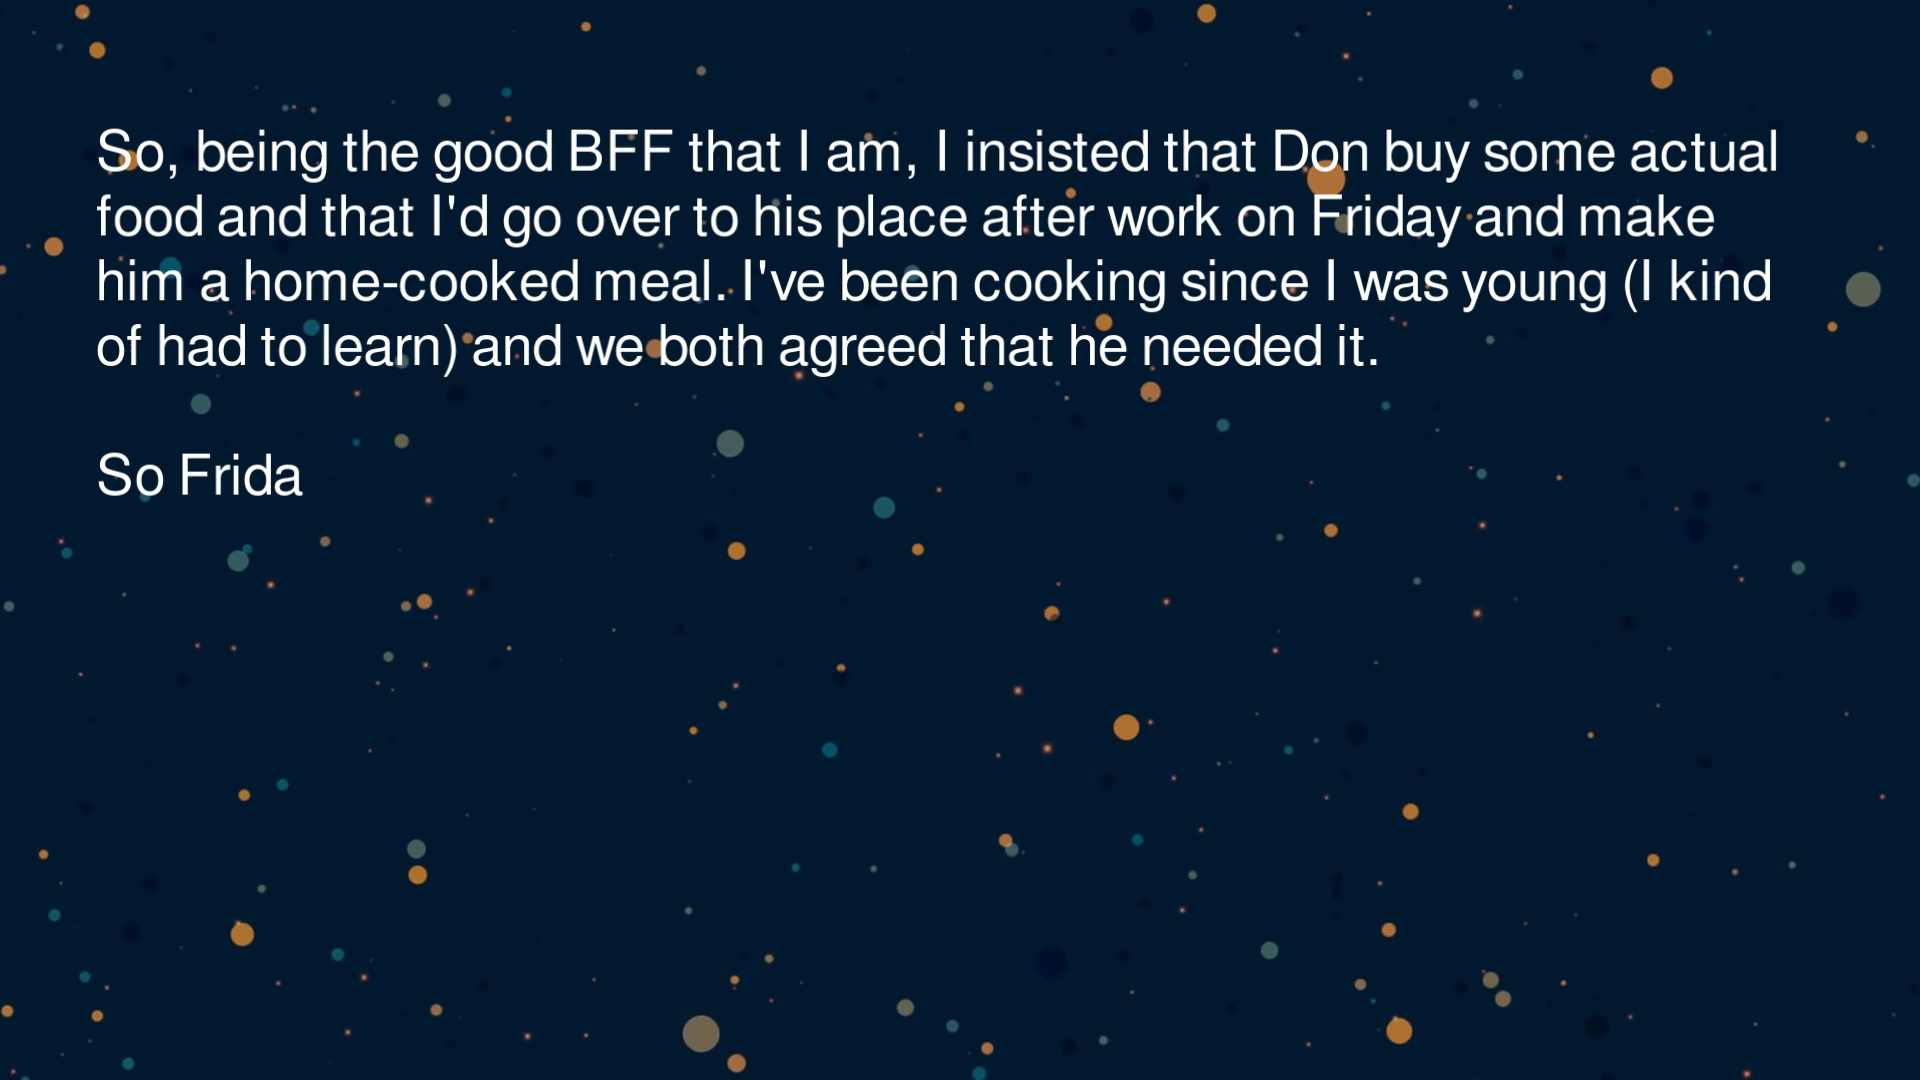 So, being the good BFF that I am, I insisted that Don buy some actual
food and that I'd go over to his place after work on Friday and make
him a home-cooked meal. I've been cooking since I was young (I kind
of had to learn) and we both agreed that he needed it.
So Frida